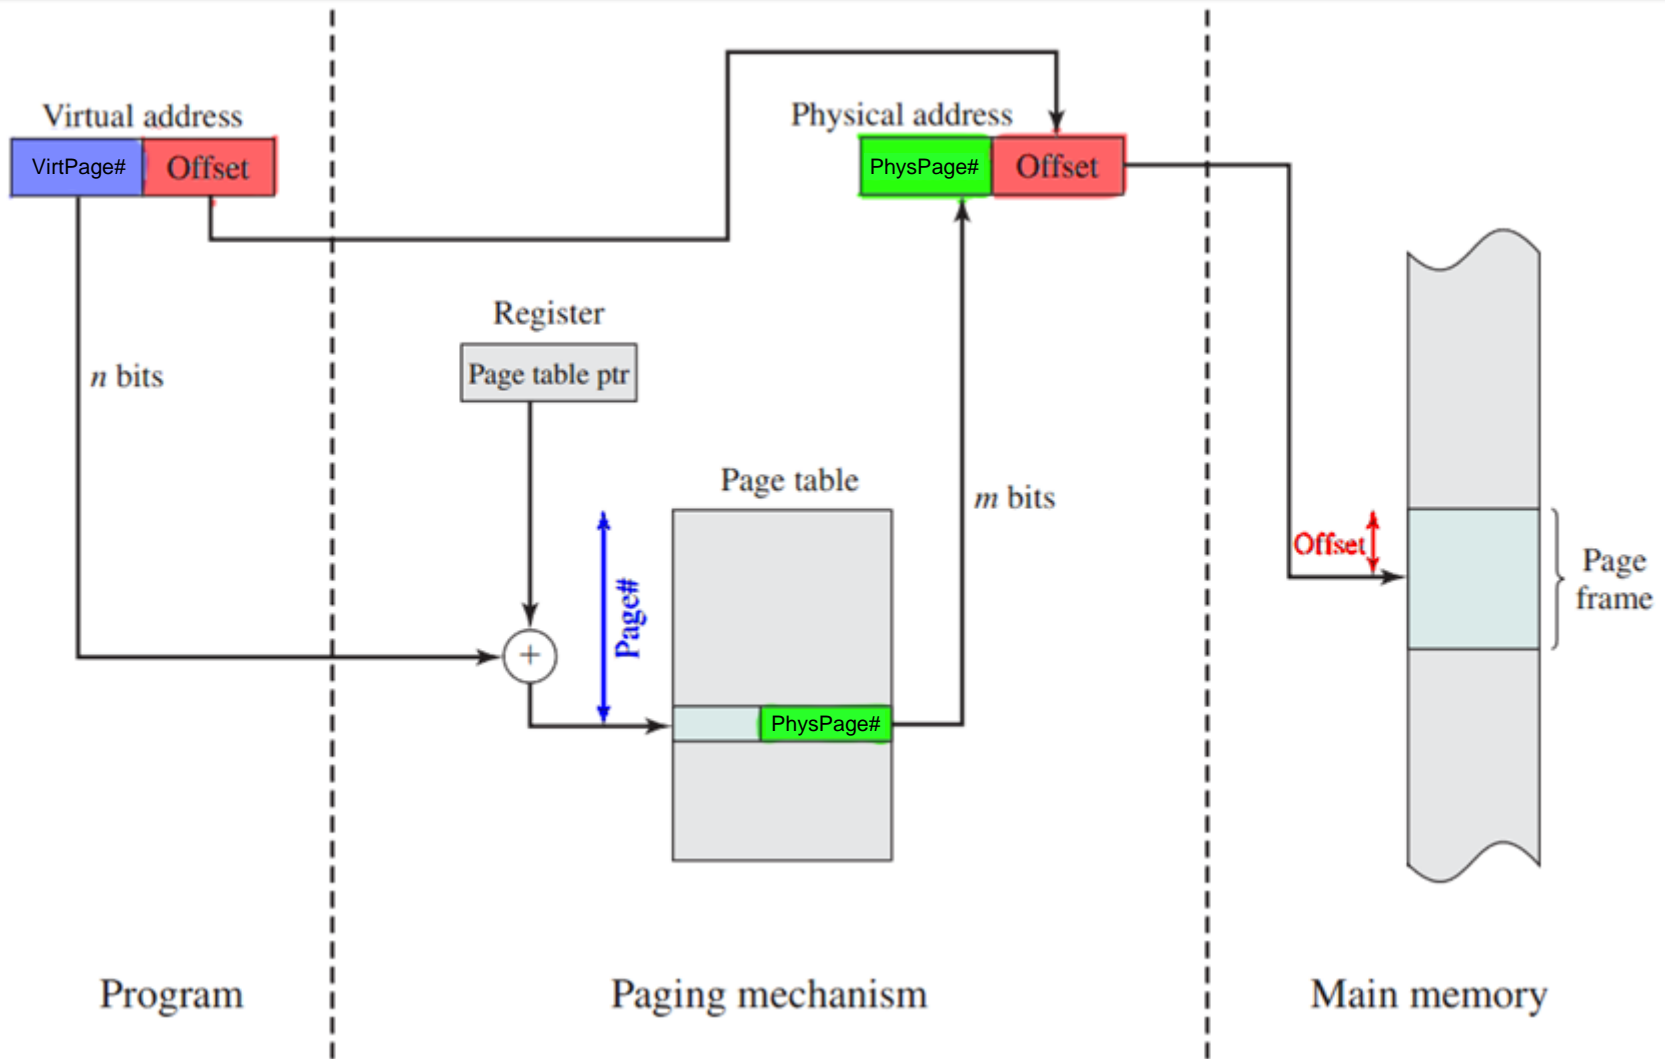 Virtual address
VirtPage#
Offset
Physical address
PhysPage#
Offset
n bits
Register
Page table ptr
+
Page table
Page#
PhysPage#
m bits
Offset
Page
frame
Program
Paging mechanism
Main memory